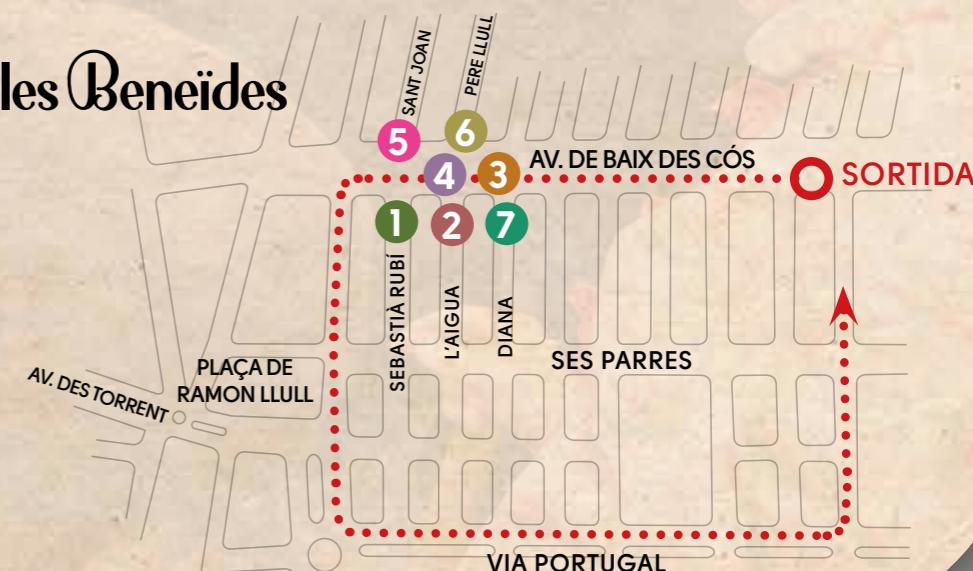 les Beneïdes
SANT JOAN
PERE LLULL
5
6
4
3
AV. DE BAIX DES CÓS
SORTIDA
1
2
7
SEBASTIÀ RUBÍ
L'AIGUA
DIANA
SES PARRES
PLAÇA DE
RAMON LLULL
AV. DES TORRENT
VIA PORTUGAL